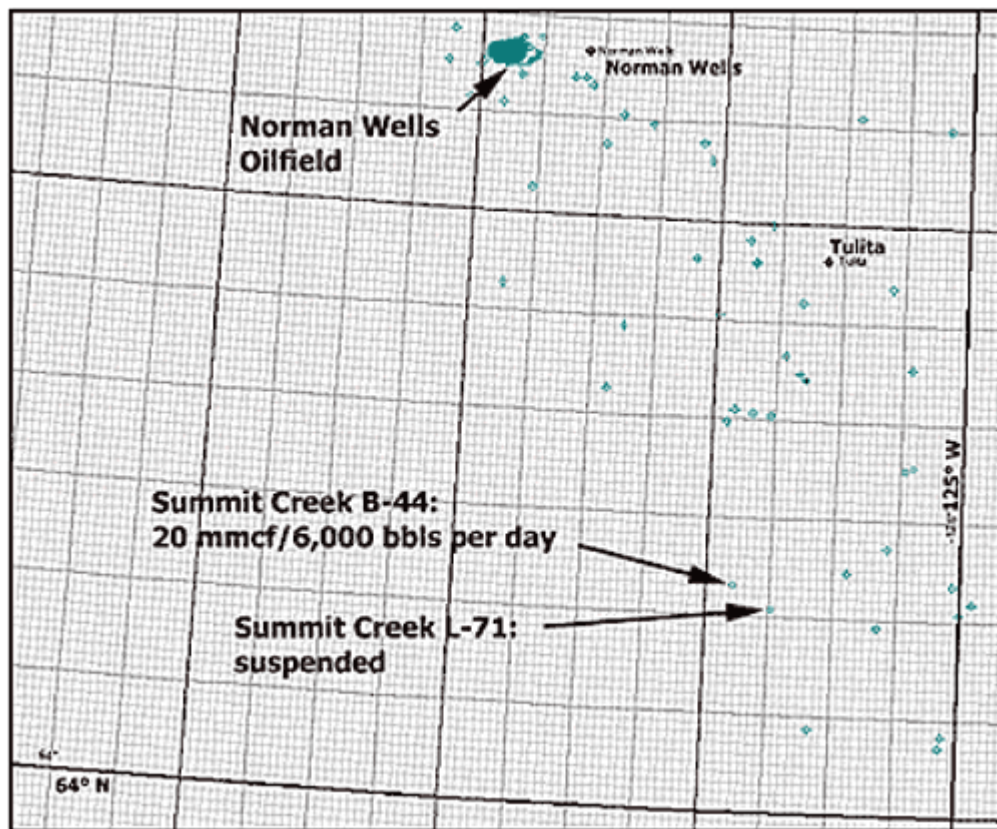 Norman Wells
Norman Wells
Norman Wells
Oilfield
Tulita
Tulita
125° W
Summit Creek B-44:
20 mmcf/6,000 bbls per day
Summit Creek L-71:
suspended
64°
64° N